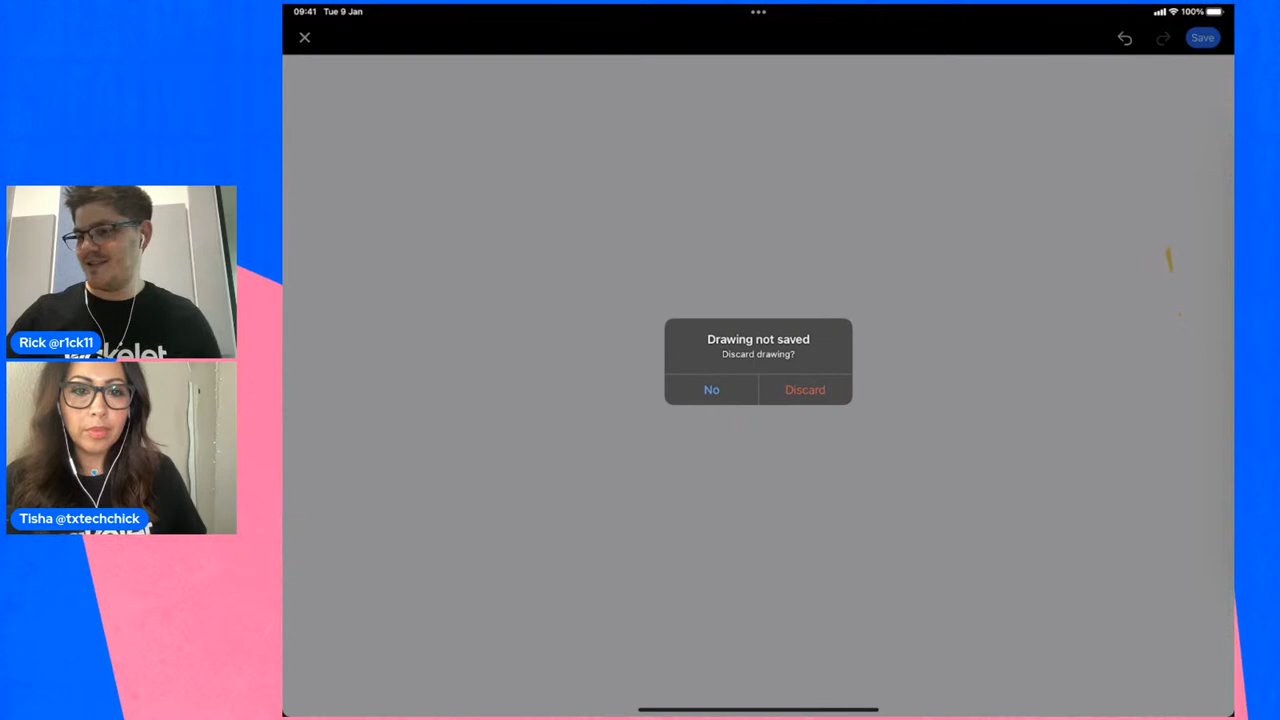 09:41 Tue 9 Jan
100%
Save
Drawing not saved
Discard drawing?
No
Discard
Rick @r1ck11
Tisha @txtechchick